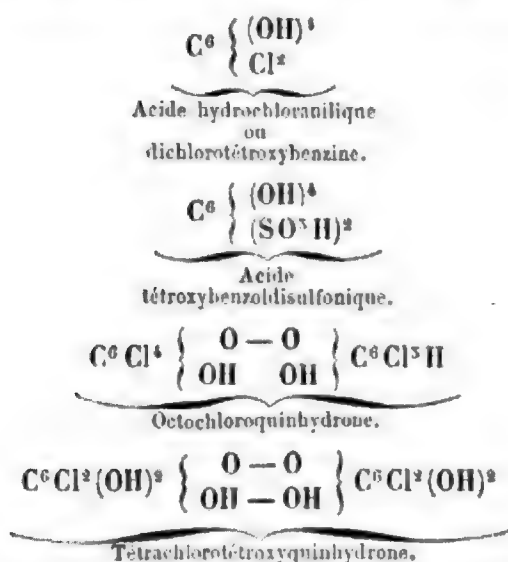 C⁶ { (OH)⁴
Cl²
Acide hydrochloranilique
ou
dichlorotétroxybenzine.
C⁶ { (OH)⁴
(SO³H)²
Acide
tétroxybenzoldisulfonique.
O — O
C⁶Cl⁴ { } C⁶Cl³H
OH OH
Octochloroquinhydrone.
O — O
C⁶Cl²(OH)² { } C⁶Cl²(OH)²
OH — OH
Tétrachlorotétroxyquinhydrone.